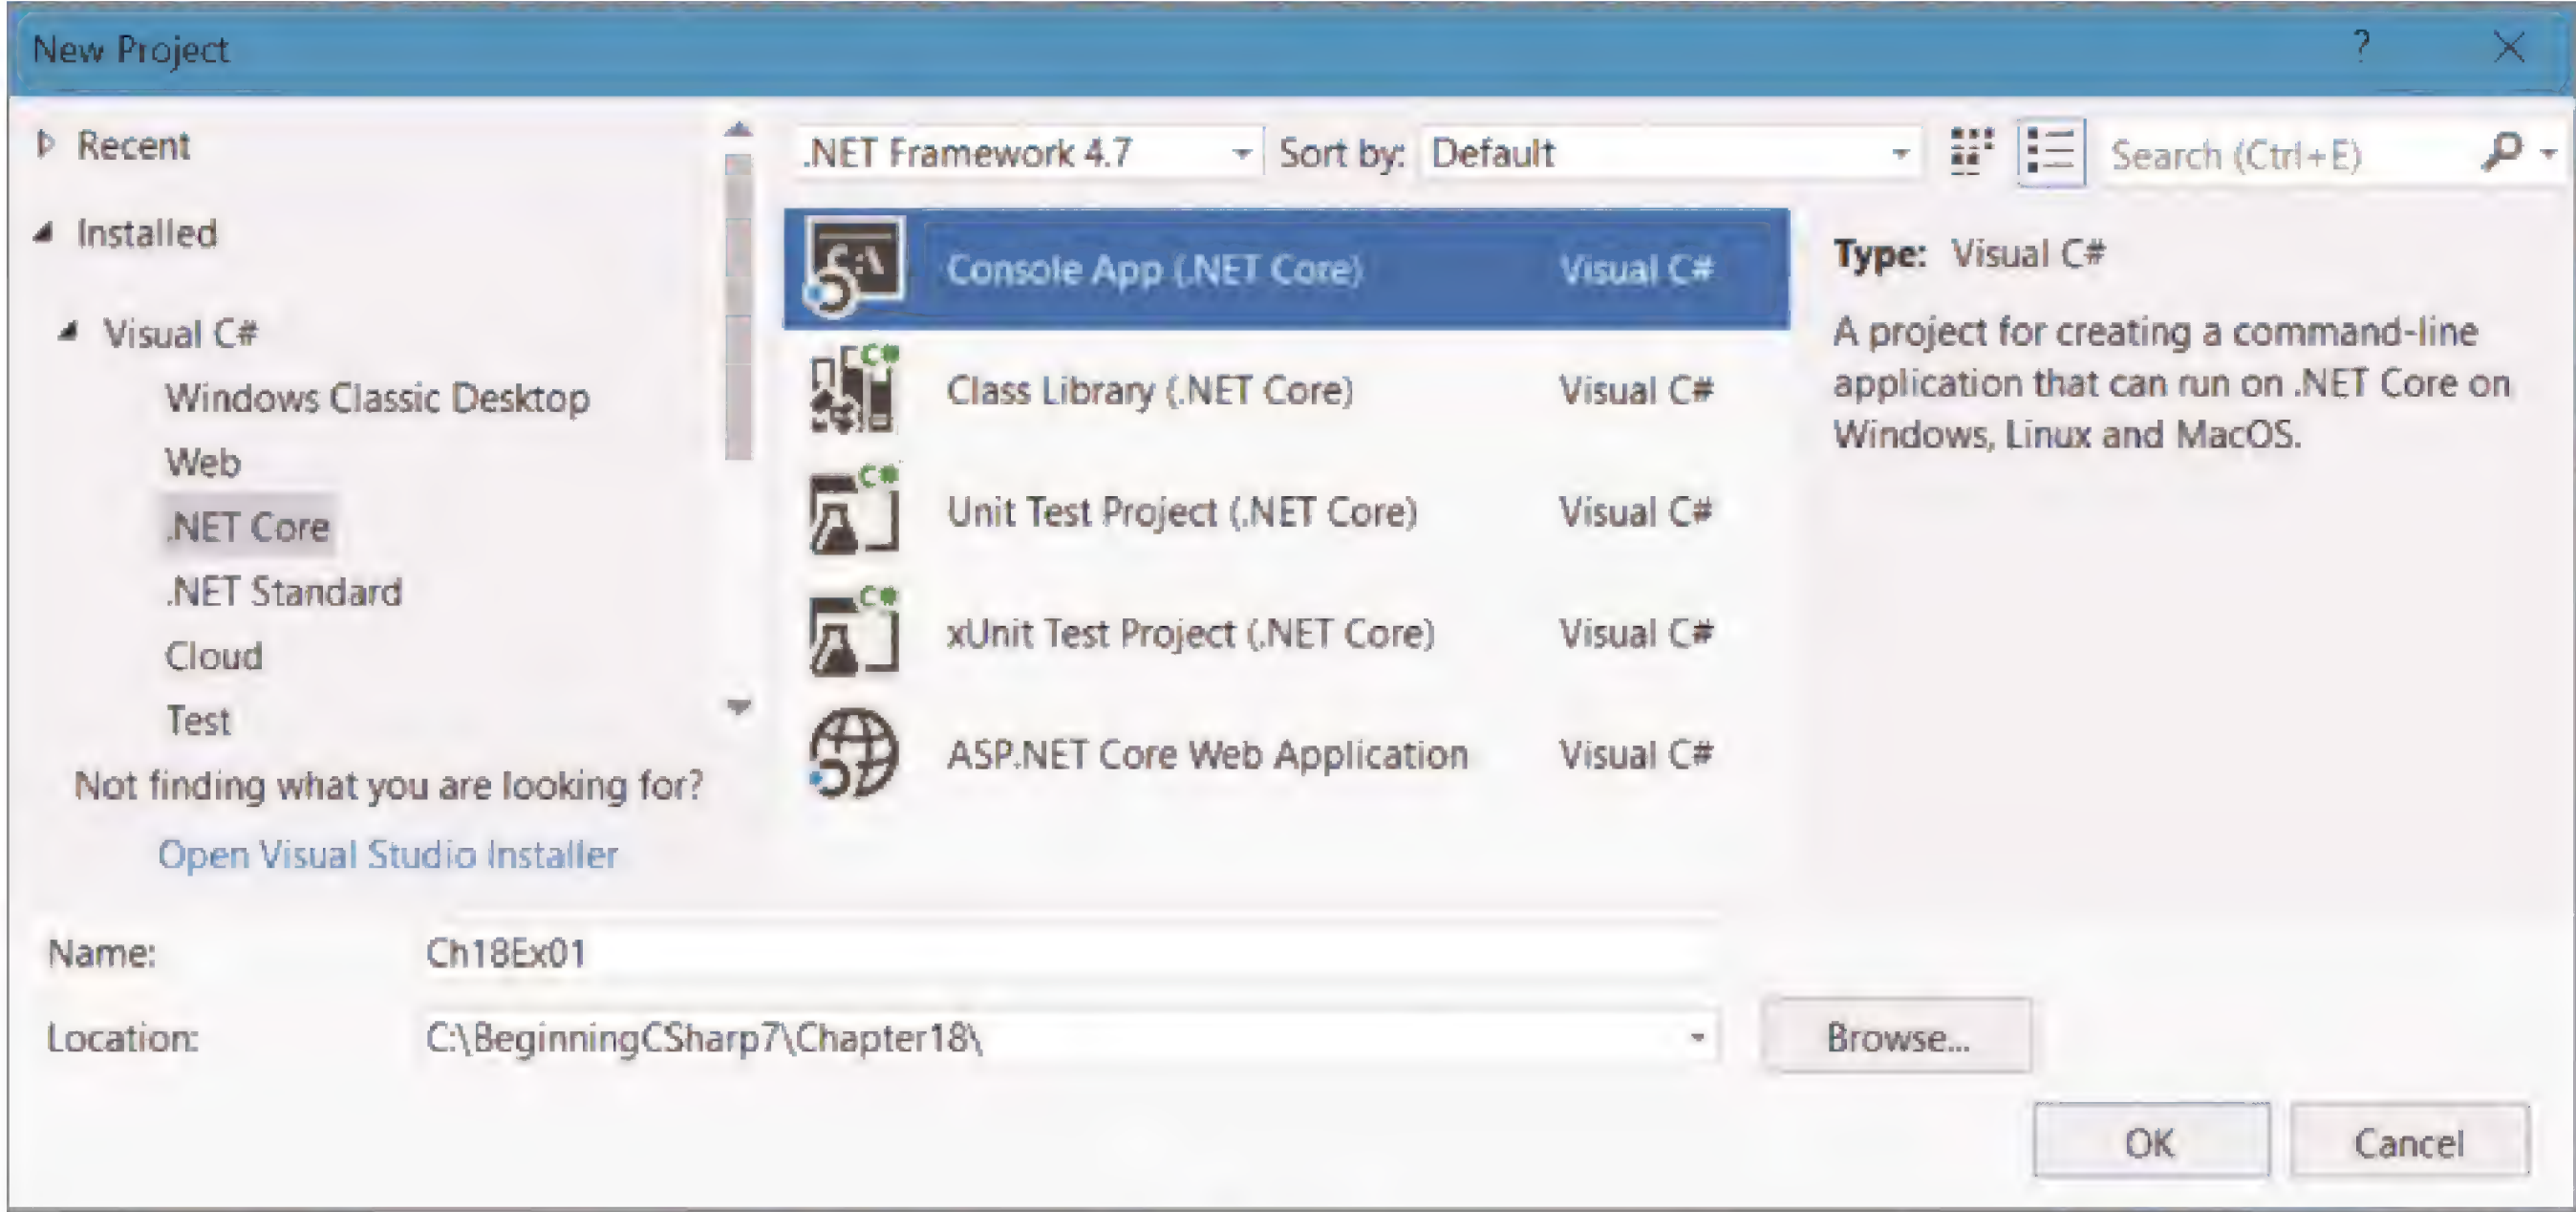 New Project
?
Recent
Installed
Visual C#
Windows Classic Desktop
Web
.NET Core
.NET Standard
Cloud
Test
Not finding what you are looking for?
Open Visual Studio Installer
.NET Framework 4.7
Sort by: Default
Search (Ctrl+E)
C:\
Console App (.NET Core) Visual C#
C#
Class Library (.NET Core) Visual C#
C#
Unit Test Project (.NET Core) Visual C#
C#
xUnit Test Project (.NET Core) Visual C#
ASP.NET Core Web Application Visual C#
Type: Visual C#
A project for creating a command-line
application that can run on .NET Core on
Windows, Linux and MacOS.
Name: Ch18Ex01
Location: C:\BeginningCSharp7\Chapter18\
Browse...
OK
Cancel